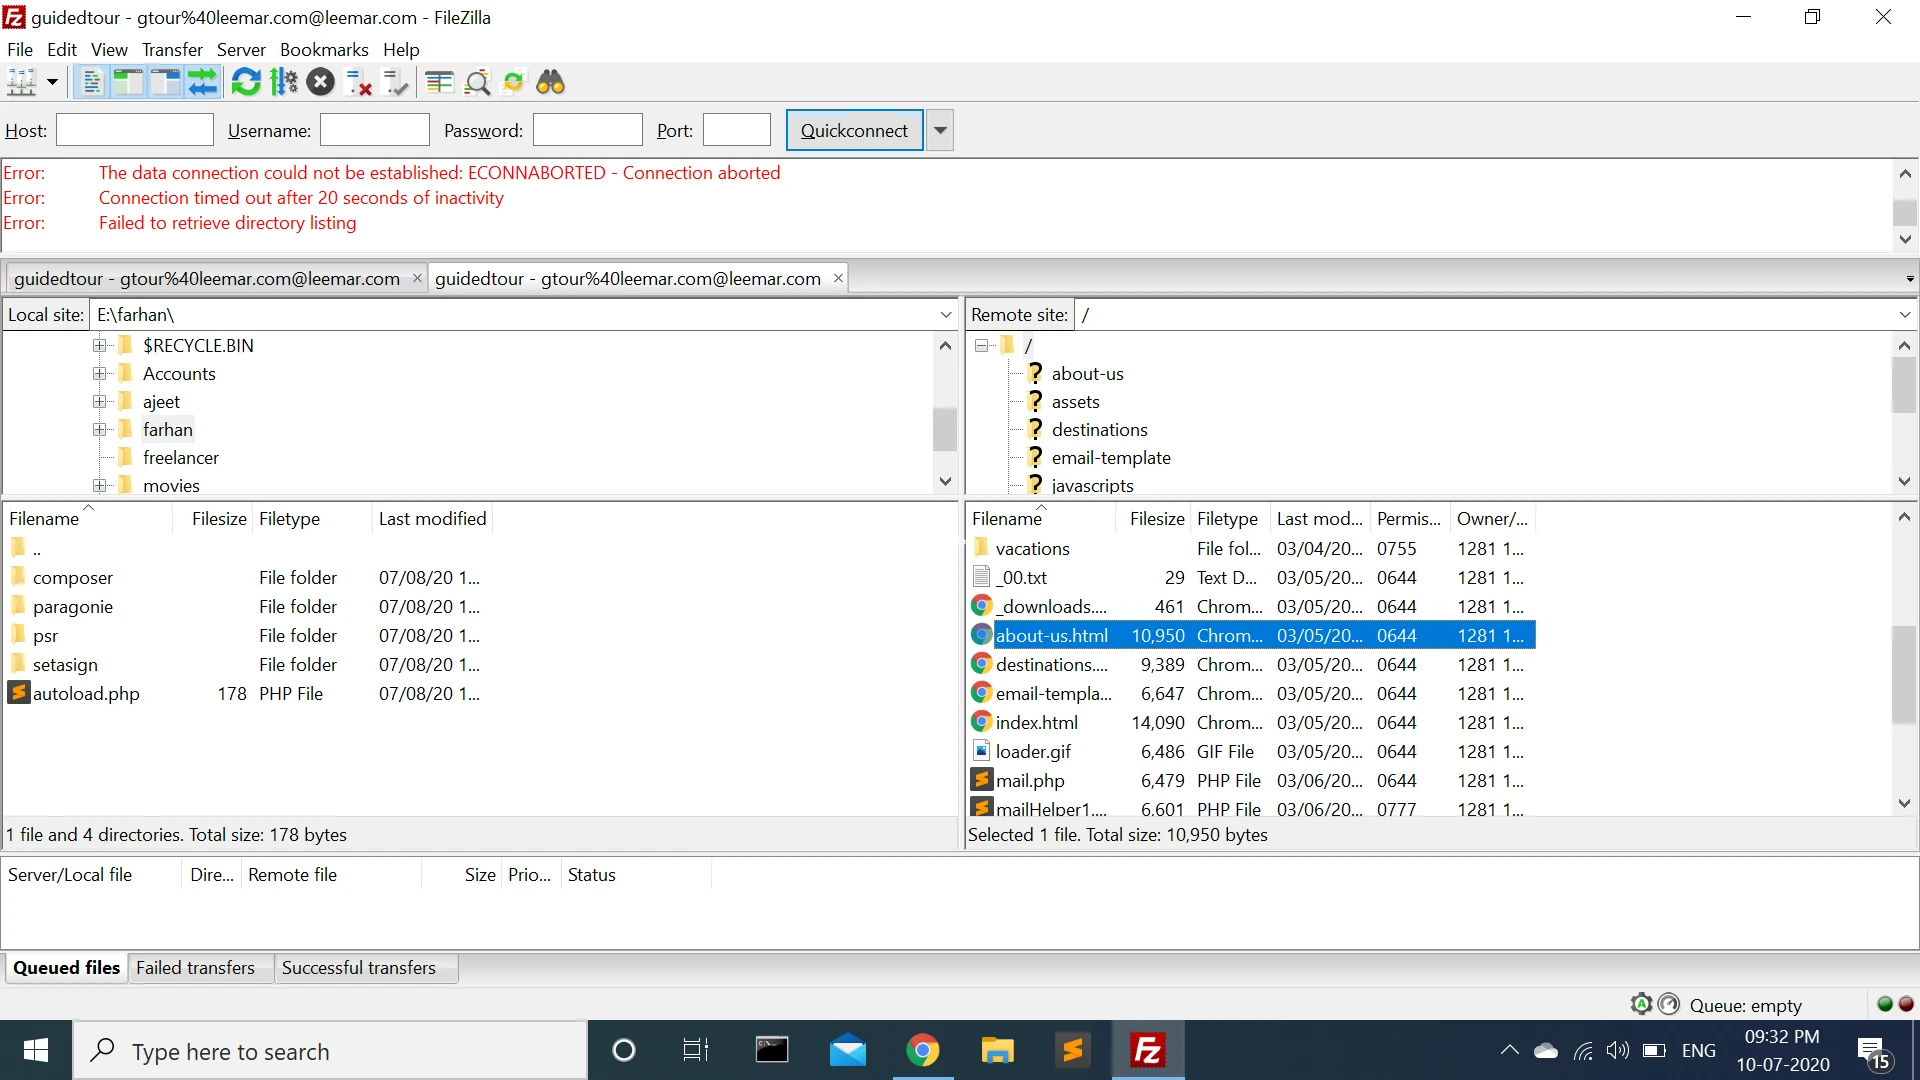 guidedtour - gtour%40leemar.com@leemar.com - FileZilla
File Edit View Transfer Server Bookmarks Help
Host: Username: Password: Port: Quickconnect
Error: The data connection could not be established: ECONNABORTED - Connection aborted
Error: Connection timed out after 20 seconds of inactivity
Error: Failed to retrieve directory listing
guidedtour - gtour%40leemar.com@leemar.com × guidedtour - gtour%40leemar.com@leemar.com ×
Local site: E:\farhan\
$RECYCLE.BIN
Accounts
ajeet
farhan
freelancer
movies
Remote site: /
/
about-us
assets
destinations
email-template
javascripts
Filename Filesize Filetype Last modified
..
composer File folder 07/08/20 1...
paragonie File folder 07/08/20 1...
psr File folder 07/08/20 1...
setasign File folder 07/08/20 1...
autoload.php 178 PHP File 07/08/20 1...
1 file and 4 directories. Total size: 178 bytes
Filename Filesize Filetype Last mod... Permis... Owner/...
vacations File fol... 03/04/20... 0755 1281 1...
_00.txt 29 Text D... 03/05/20... 0644 1281 1...
_downloads.... 461 Chrom... 03/05/20... 0644 1281 1...
about-us.html 10,950 Chrom... 03/05/20... 0644 1281 1...
destinations.... 9,389 Chrom... 03/05/20... 0644 1281 1...
email-templa... 6,647 Chrom... 03/05/20... 0644 1281 1...
index.html 14,090 Chrom... 03/05/20... 0644 1281 1...
loader.gif 6,486 GIF File 03/05/20... 0644 1281 1...
mail.php 6,479 PHP File 03/06/20... 0644 1281 1...
mailHelper1.... 6,601 PHP File 03/06/20... 0777 1281 1...
Selected 1 file. Total size: 10,950 bytes
Server/Local file Dire... Remote file Size Prio... Status
Queued files Failed transfers Successful transfers
Queue: empty
Type here to search
ENG
09:32 PM
10-07-2020
15